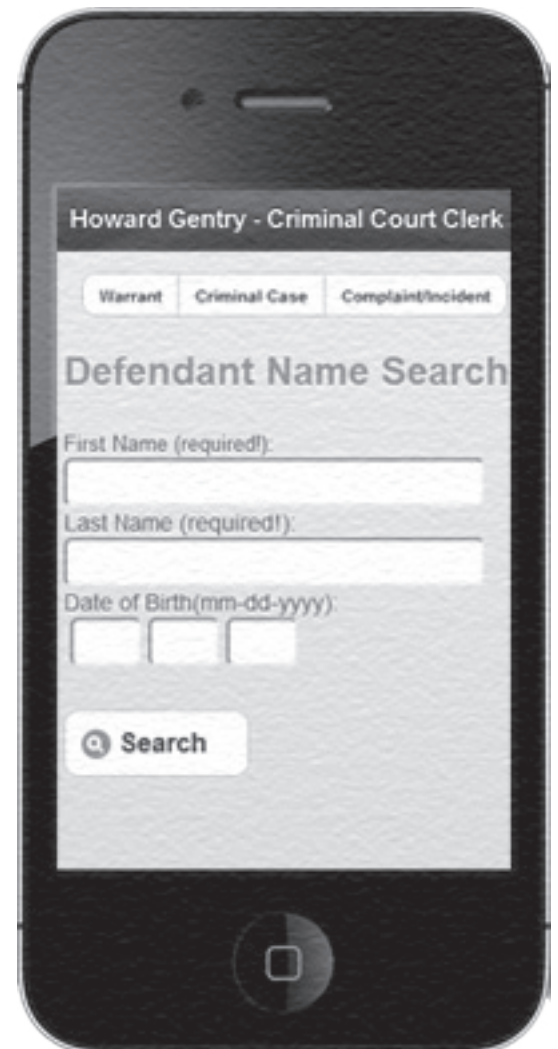 Howard Gentry - Criminal Court Clerk
Warrant Criminal Case Complaint/Incident
Defendant Name Search
First Name (required!):
Last Name (required!):
Date of Birth(mm-dd-yyyy):
Search